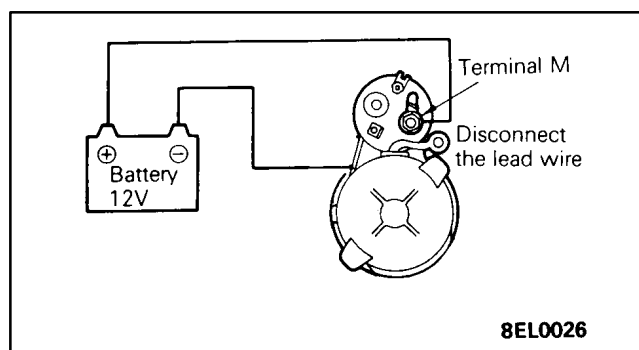 Terminal M
Disconnect
the lead wire
⊕ ⊖
Battery
12V
8EL0026